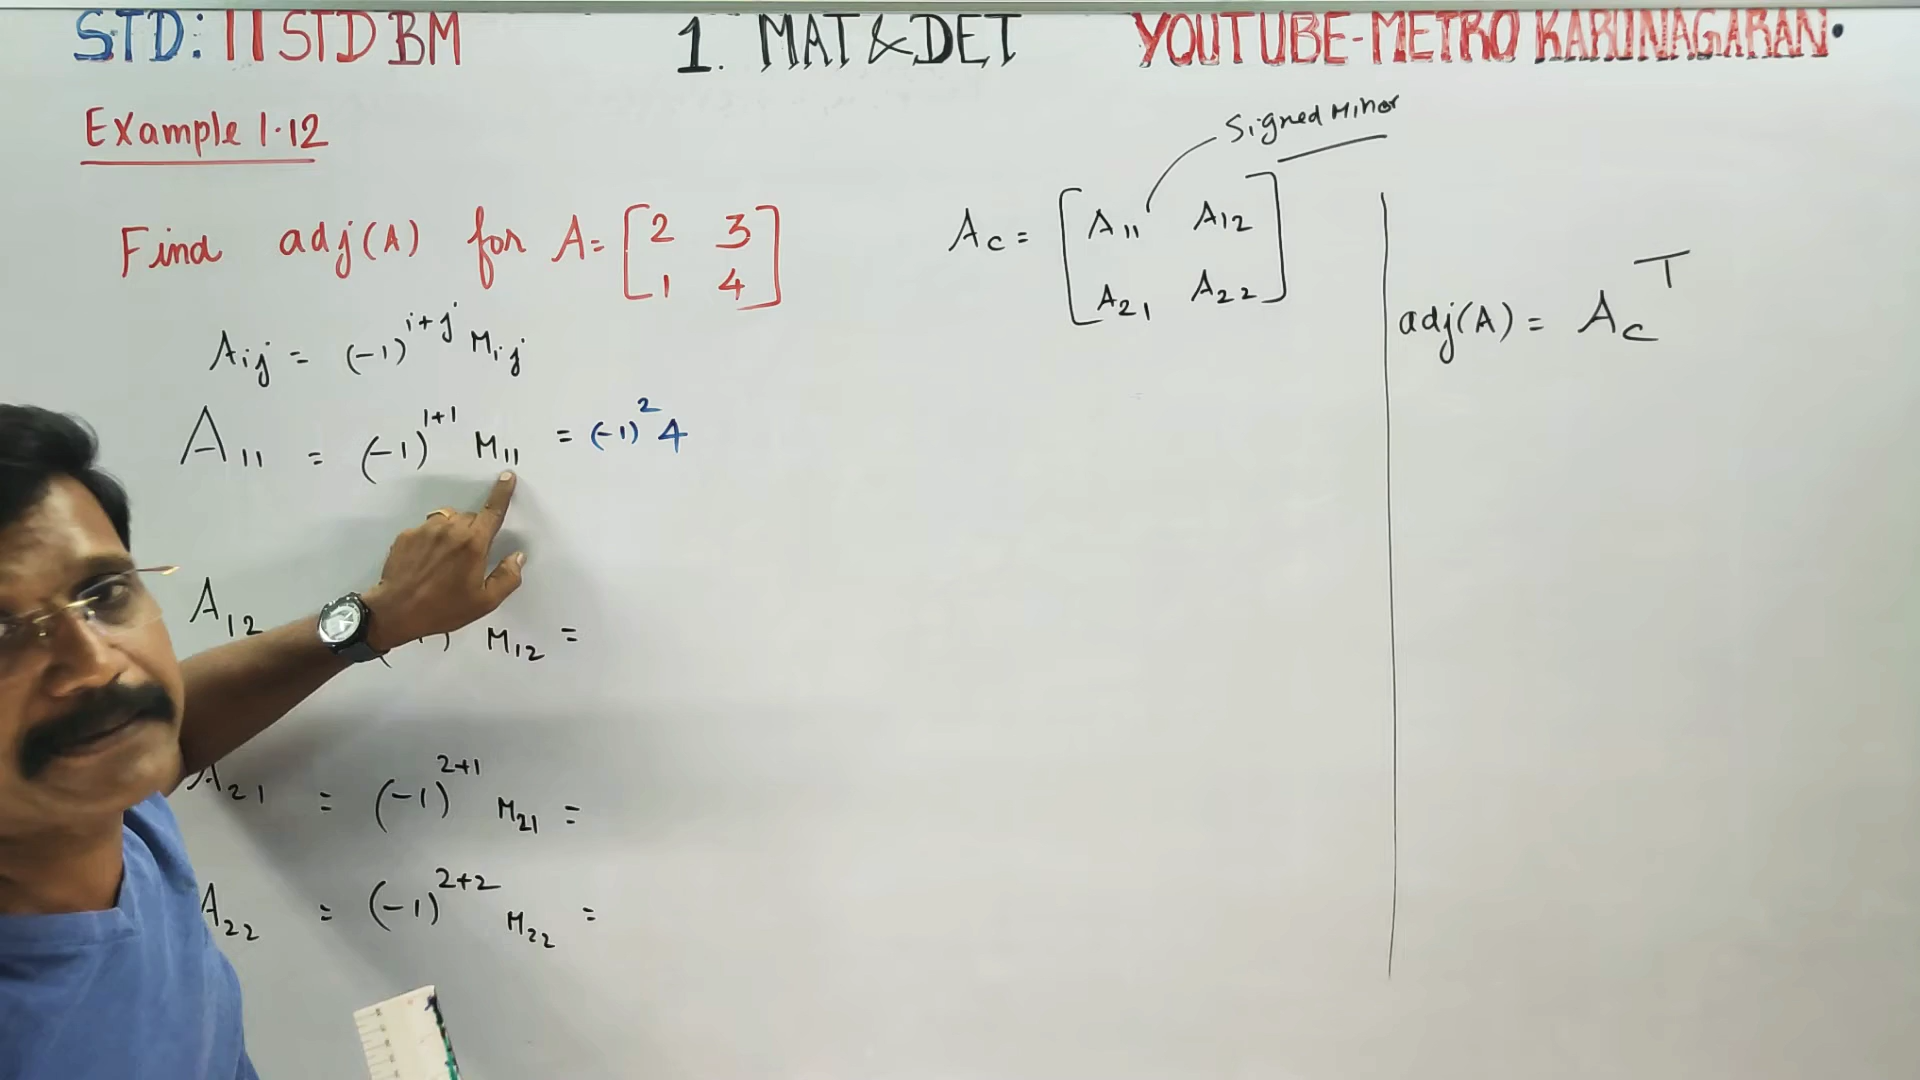 STD: 11 STD BM 1. MAT & DET YOUTUBE-METRO KARUNAGARAN.
Example 1.12
Signed Minor
Find adj(A) for A = [2 3
1 4]
Ac = [A₁₁ A₁₂
A₂₁ A₂₂]
adj(A) = Ac^T
Aij = (-1)^i+j Mij
A₁₁ = (-1)^1+1 M₁₁ = (-1)^2 4
A₁₂ M₁₂ =
A₂₁ = (-1)^2+1 M₂₁ =
A₂₂ = (-1)^2+2 M₂₂ =